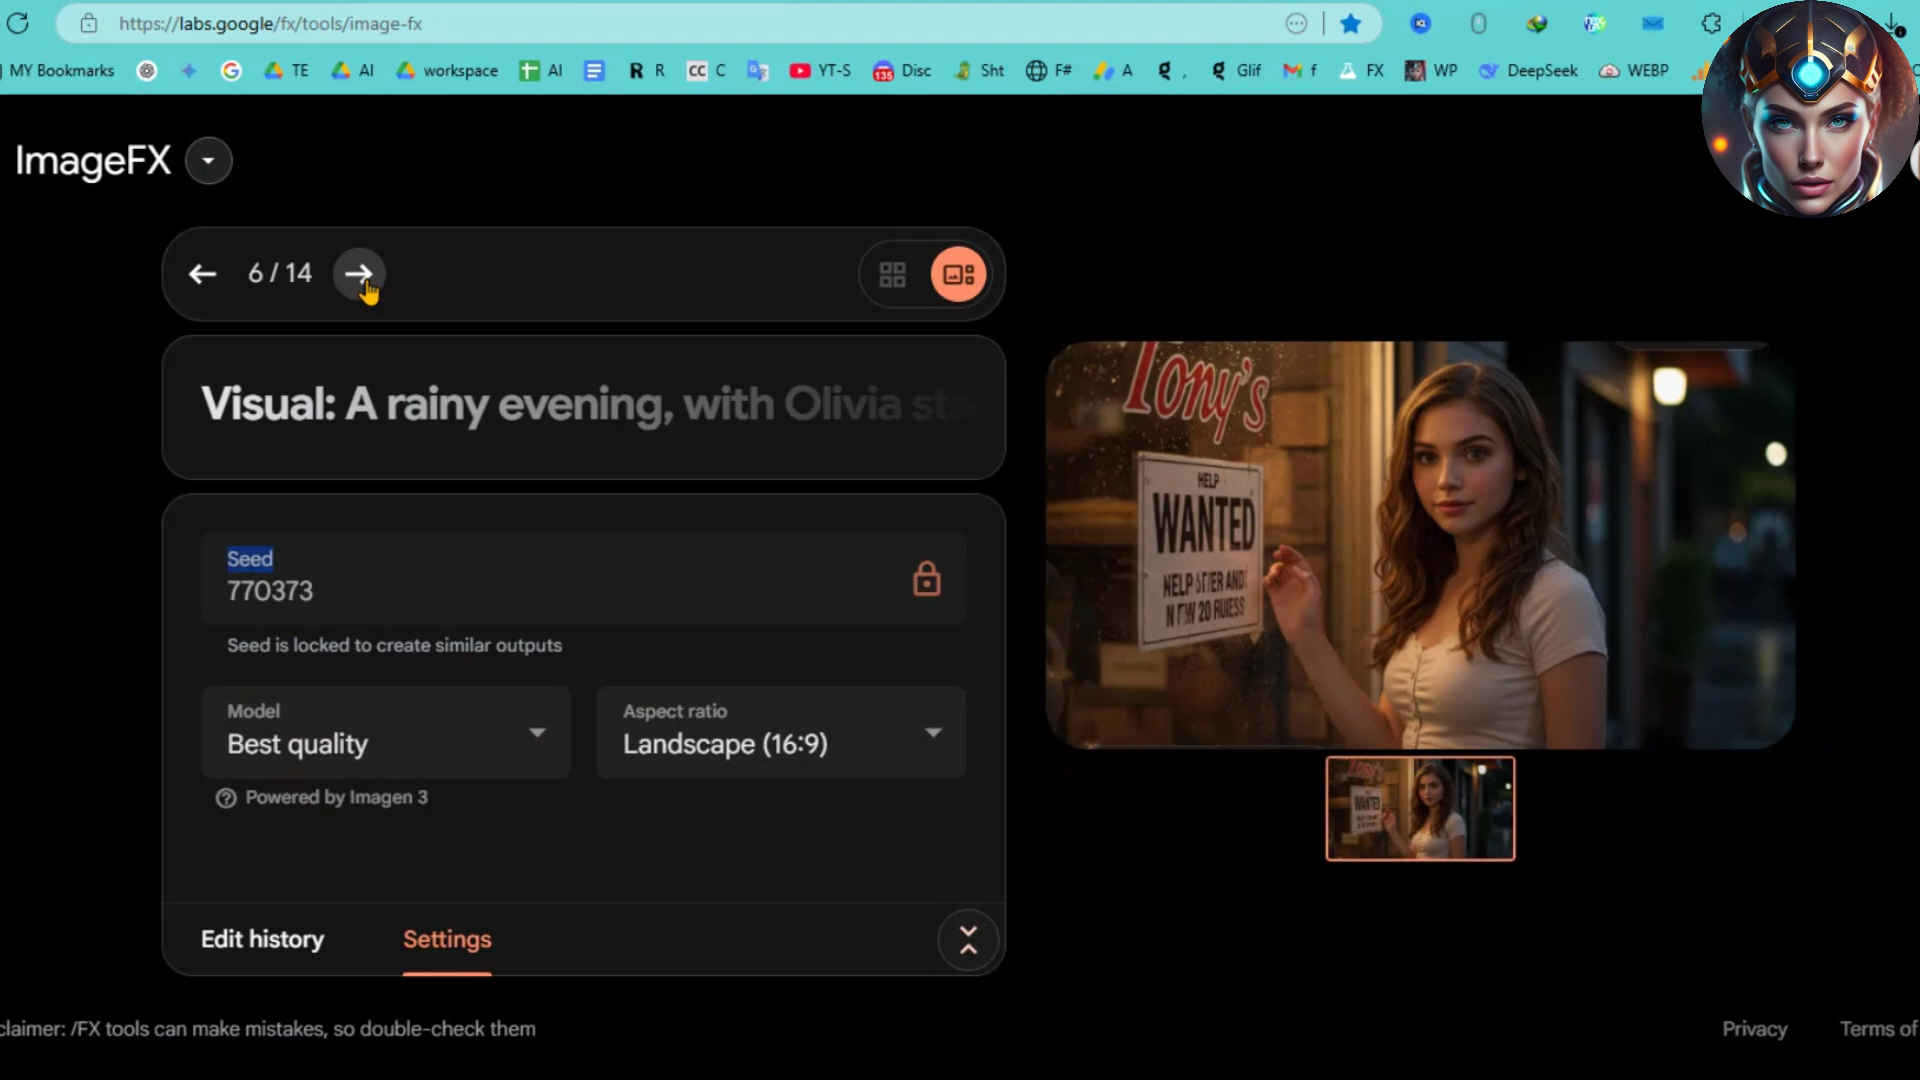 https://labs.google/fx/tools/image-fx
MY Bookmarks TE AI workspace AI R R CC C YT-S 135 Disc Sht F# A g , g Glif f FX WP DeepSeek WEBP
ImageFX
6 / 14
Visual: A rainy evening, with Olivia sta
Seed
770373
Seed is locked to create similar outputs
Model
Best quality
Aspect ratio
Landscape (16:9)
Powered by Imagen 3
Edit history Settings
Tony's
HELP
WANTED
claimer: /FX tools can make mistakes, so double-check them
Privacy Terms of